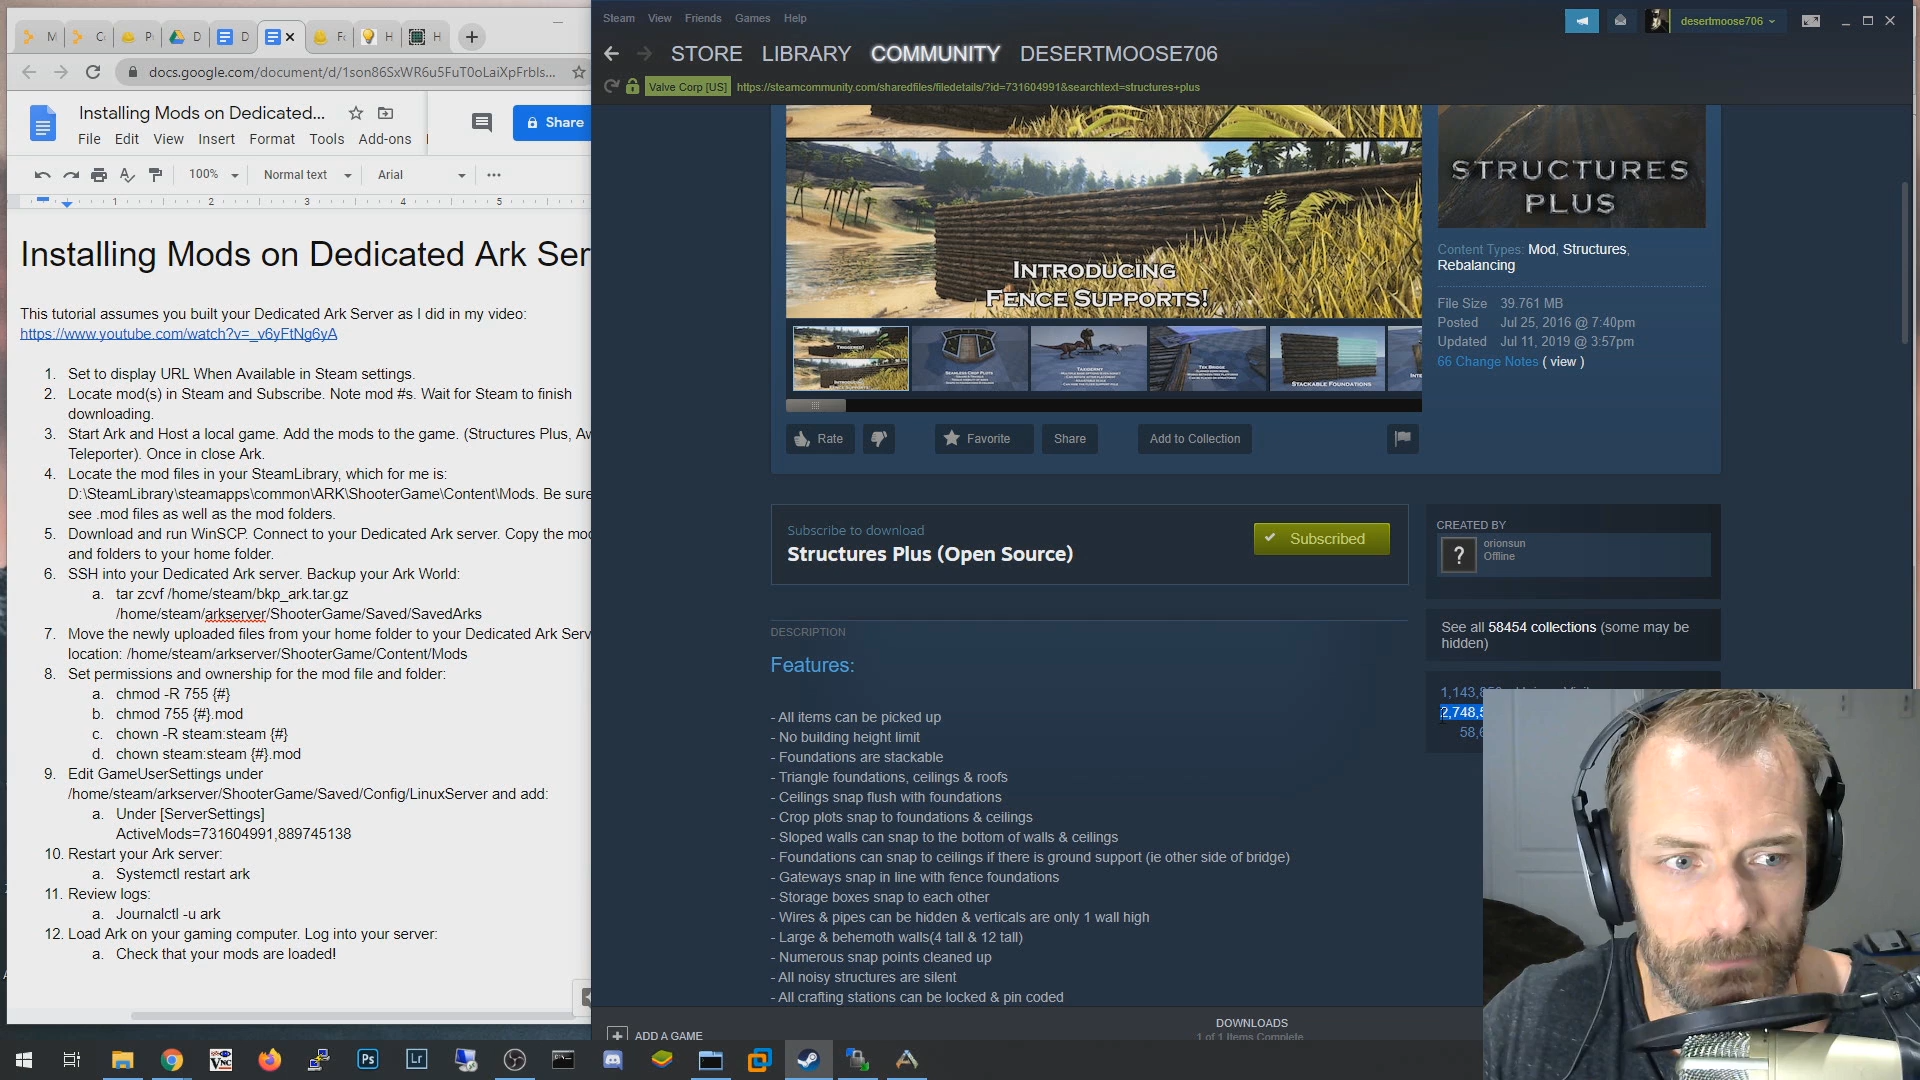 M
C
P
D
D
F
H
H
docs.google.com/document/d/1son86SxWR6u5FuT0oLaiXpFrbls...
Installing Mods on Dedicated...
File Edit View Insert Format Tools Add-ons
Share
100% Normal text Arial
1 2 3 4 5
Installing Mods on Dedicated Ark Ser
This tutorial assumes you built your Dedicated Ark Server as I did in my video:
https://www.youtube.com/watch?v=_v6yFtNg6yA
1. Set to display URL When Available in Steam settings.
2. Locate mod(s) in Steam and Subscribe. Note mod #s. Wait for Steam to finish
downloading.
3. Start Ark and Host a local game. Add the mods to the game. (Structures Plus, Aw
Teleporter). Once in close Ark.
4. Locate the mod files in your SteamLibrary, which for me is:
D:\SteamLibrary\steamapps\common\ARK\ShooterGame\Content\Mods. Be sure
see .mod files as well as the mod folders.
5. Download and run WinSCP. Connect to your Dedicated Ark server. Copy the mo
and folders to your home folder.
6. SSH into your Dedicated Ark server. Backup your Ark World:
a. tar zcvf /home/steam/bkp_ark.tar.gz
/home/steam/arkserver/ShooterGame/Saved/SavedArks
7. Move the newly uploaded files from your home folder to your Dedicated Ark Serv
location: /home/steam/arkserver/ShooterGame/Content/Mods
8. Set permissions and ownership for the mod file and folder:
a. chmod -R 755 {#}
b. chmod 755 {#}.mod
c. chown -R steam:steam {#}
d. chown steam:steam {#}.mod
9. Edit GameUserSettings under
/home/steam/arkserver/ShooterGame/Saved/Config/LinuxServer and add:
a. Under [ServerSettings]
ActiveMods=731604991,889745138
10. Restart your Ark server:
a. Systemctl restart ark
11. Review logs:
a. Journalctl -u ark
12. Load Ark on your gaming computer. Log into your server:
a. Check that your mods are loaded!
Steam View Friends Games Help
desertmoose706
STORE LIBRARY COMMUNITY DESERTMOOSE706
Valve Corp [US] https://steamcommunity.com/sharedfiles/filedetails/?id=731604991&searchtext=structures+plus
INTRODUCING
FENCE SUPPORTS!
STACKABLE FOUNDATIONS
Rate
Favorite
Share
Add to Collection
STRUCTURES
PLUS
Content Types: Mod, Structures,
Rebalancing
File Size 39.761 MB
Posted Jul 25, 2016 @ 7:40pm
Updated Jul 11, 2019 @ 3:57pm
66 Change Notes ( view )
Subscribe to download
Structures Plus (Open Source)
Subscribed
CREATED BY
?
orionsun
Offline
See all 58454 collections (some may be
hidden)
DESCRIPTION
Features:
- All items can be picked up
- No building height limit
- Foundations are stackable
- Triangle foundations, ceilings & roofs
- Ceilings snap flush with foundations
- Crop plots snap to foundations & ceilings
- Sloped walls can snap to the bottom of walls & ceilings
- Foundations can snap to ceilings if there is ground support (ie other side of bridge)
- Gateways snap in line with fence foundations
- Storage boxes snap to each other
- Wires & pipes can be hidden & verticals are only 1 wall high
- Large & behemoth walls(4 tall & 12 tall)
- Numerous snap points cleaned up
- All noisy structures are silent
- All crafting stations can be locked & pin coded
ADD A GAME
DOWNLOADS
1 of 1 Items Complete
Ps
Lr